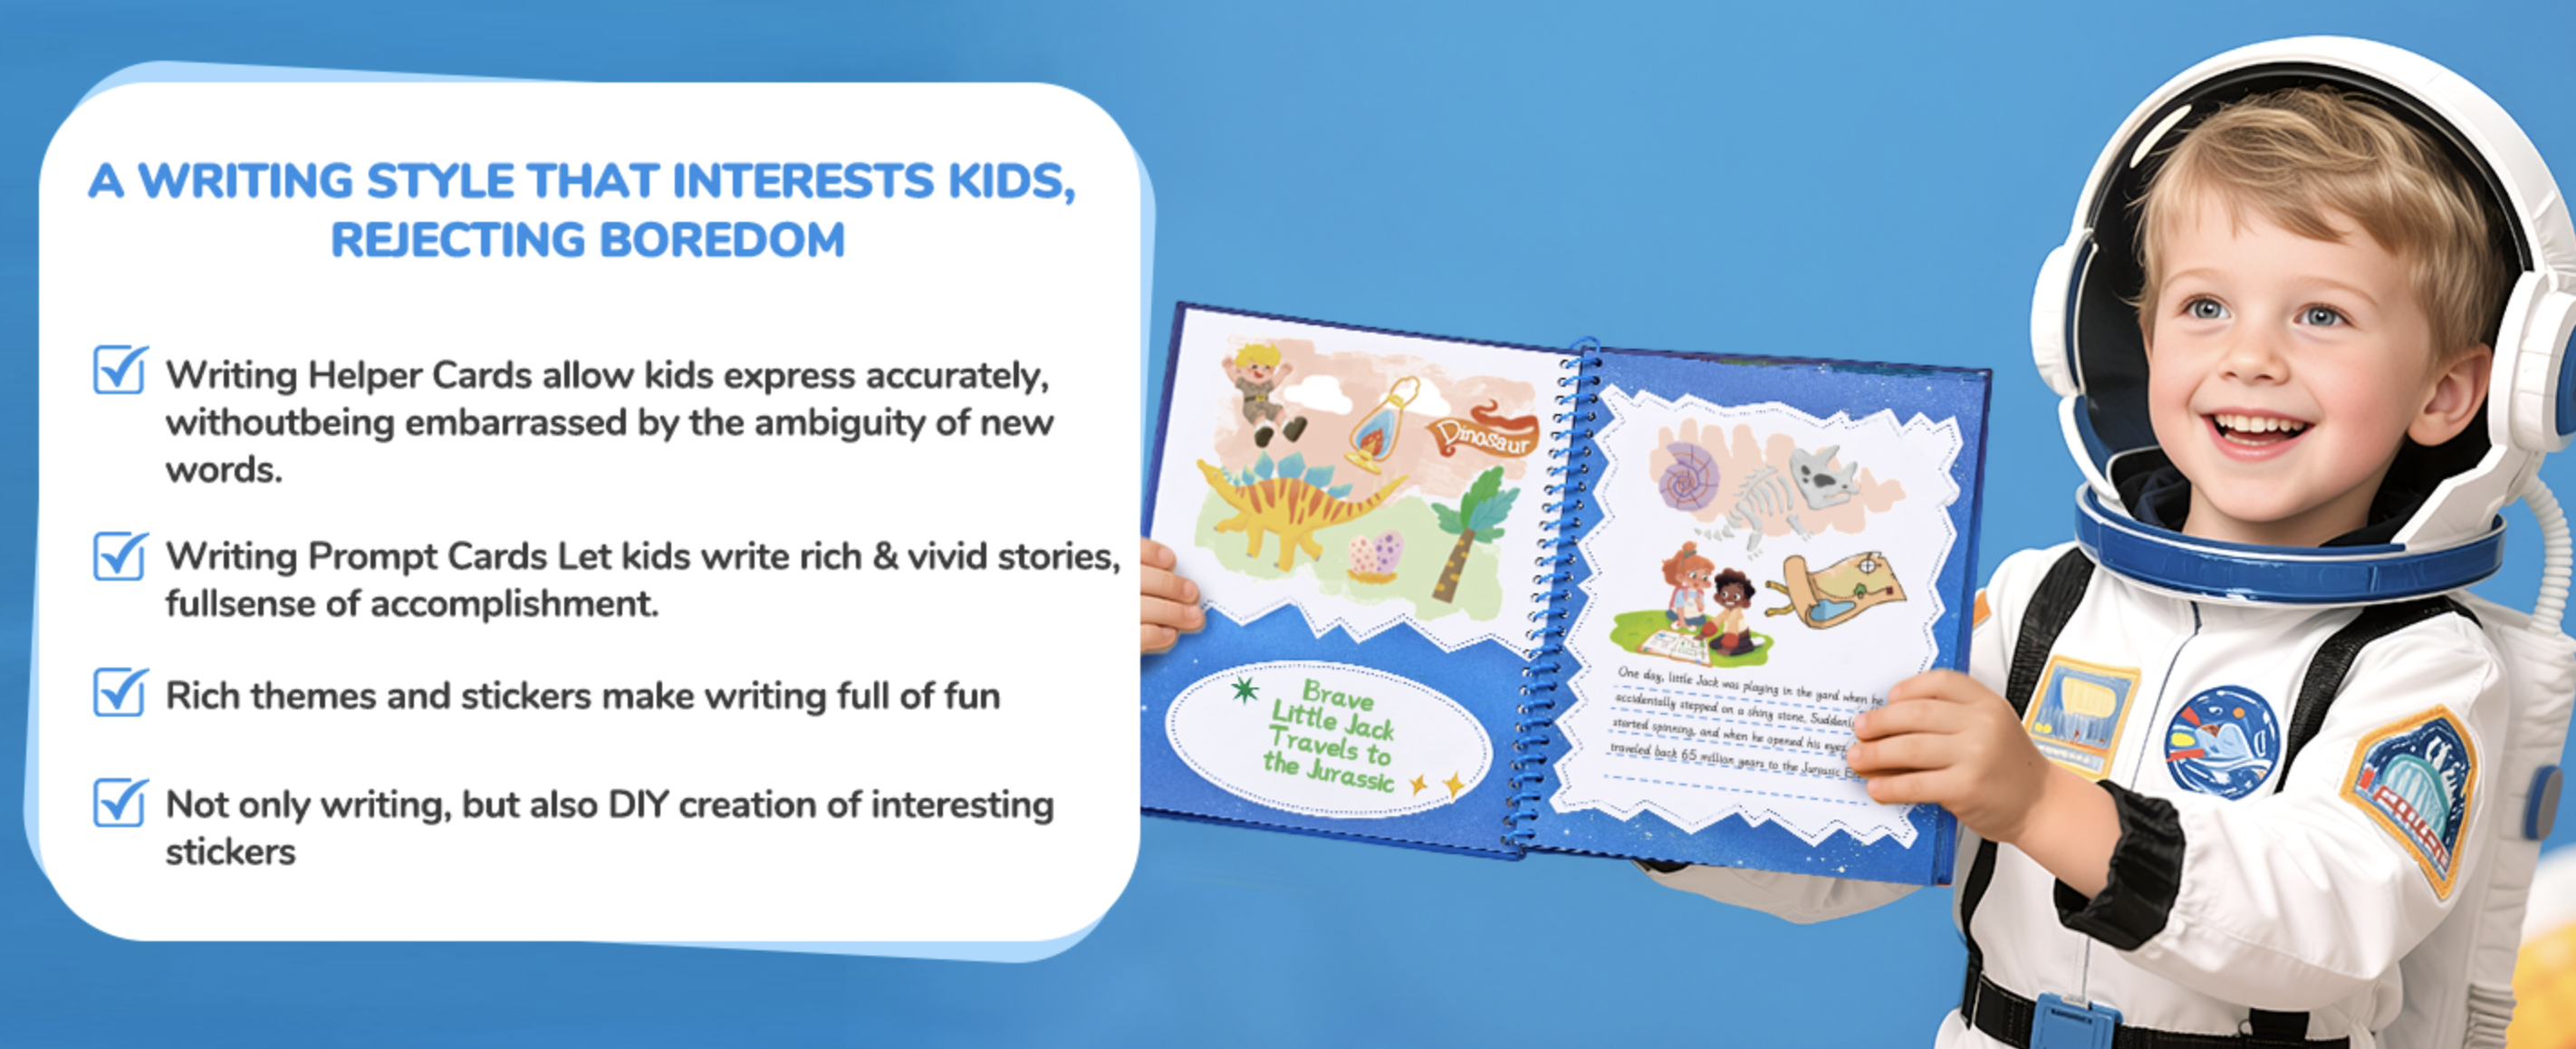 A WRITING STYLE THAT INTERESTS KIDS,
REJECTING BOREDOM
Writing Helper Cards allow kids express accurately,
withoutbeing embarrassed by the ambiguity of new
words.
Writing Prompt Cards Let kids write rich & vivid stories,
fullsense of accomplishment.
Rich themes and stickers make writing full of fun
Not only writing, but also DIY creation of interesting
stickers
Dinosaur
Brave
Little Jack
Travels to
the Jurassic
One day, little Jack was playing in the yard when he
accidentally stepped on a shiny stone. Suddenl
started spinning, and when he opened his eyes
traveled back 65 million years to the Jurassic E